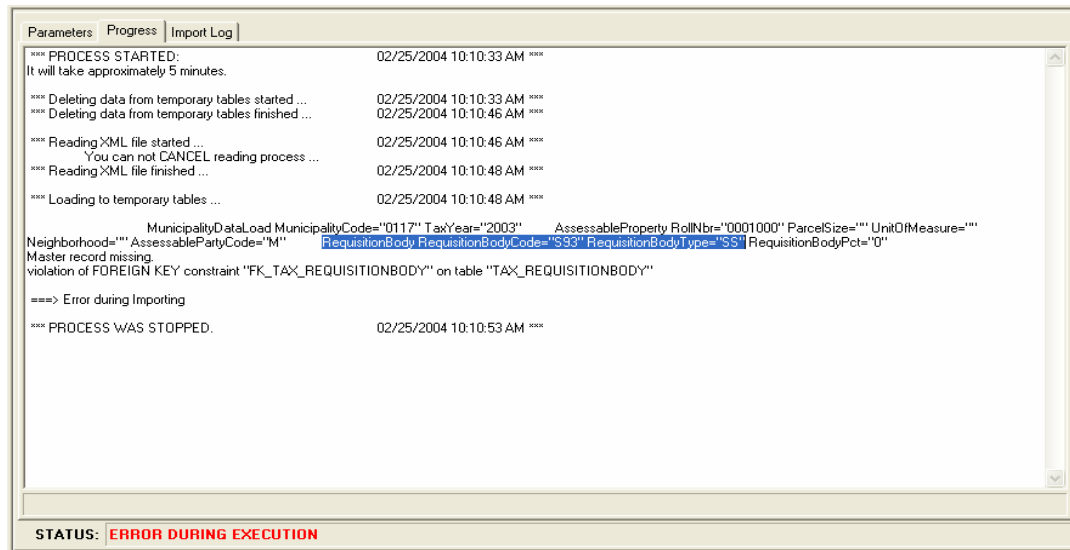 Parameters Progress Import Log
*** PROCESS STARTED: 02/25/2004 10:10:33 AM ***
It will take approximately 5 minutes.
*** Deleting data from temporary tables started ... 02/25/2004 10:10:33 AM ***
*** Deleting data from temporary tables finished ... 02/25/2004 10:10:46 AM ***
*** Reading XML file started ... 02/25/2004 10:10:46 AM ***
You can not CANCEL reading process ...
*** Reading XML file finished ... 02/25/2004 10:10:48 AM ***
*** Loading to temporary tables ... 02/25/2004 10:10:48 AM ***
MunicipalityDataLoad MunicipalityCode="0117" TaxYear="2003" AssessableProperty RollNbr="0001000" ParcelSize="" UnitOfMeasure=""
Neighborhood="" AssessablePartyCode="M" RequisitionBody RequisitionBodyCode="S93" RequisitionBodyType="SS" RequisitionBodyPct="0"
Master record missing.
violation of FOREIGN KEY constraint "FK_TAX_REQUISITIONBODY" on table "TAX_REQUISITIONBODY"
===> Error during Importing
*** PROCESS WAS STOPPED. 02/25/2004 10:10:53 AM ***
STATUS: ERROR DURING EXECUTION